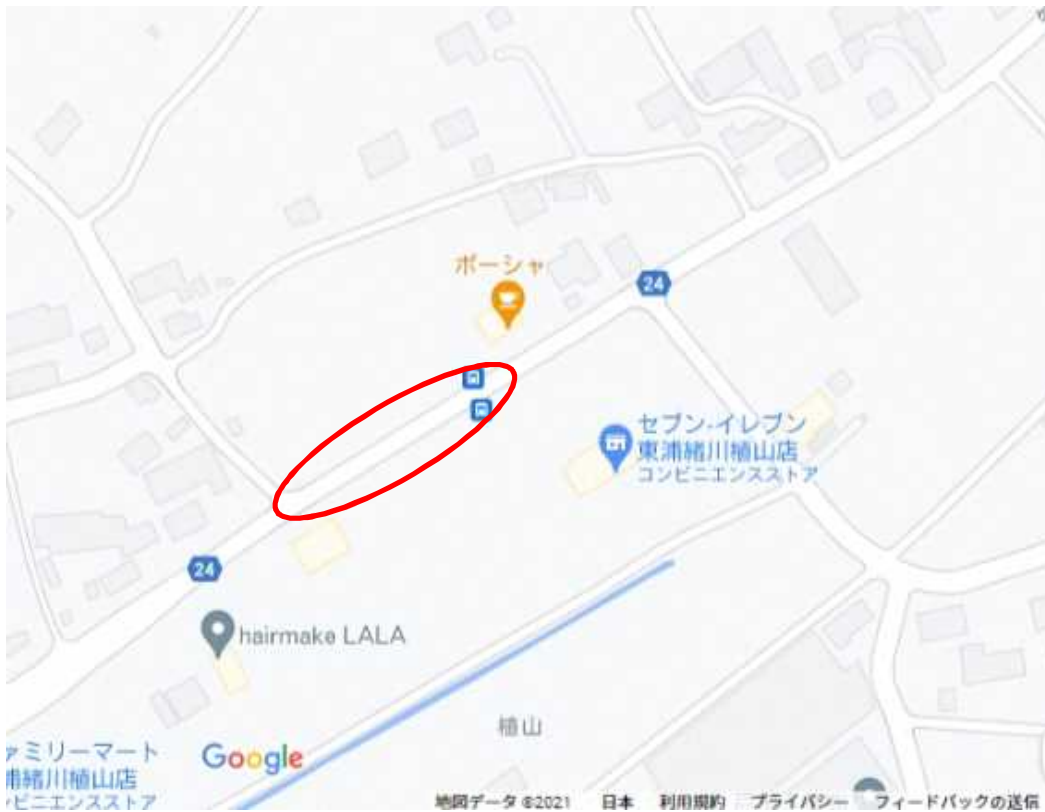 ポーシャ
24
セブン-イレブン
東浦緒川植山店
コンビニエンスストア
24
hairmake LALA
植山
ァミリーマート
浦緒川植山店
ンビニエンスストア
Google
地図データ ©2021 日本 利用規約 プライバシー フィードバックの送信